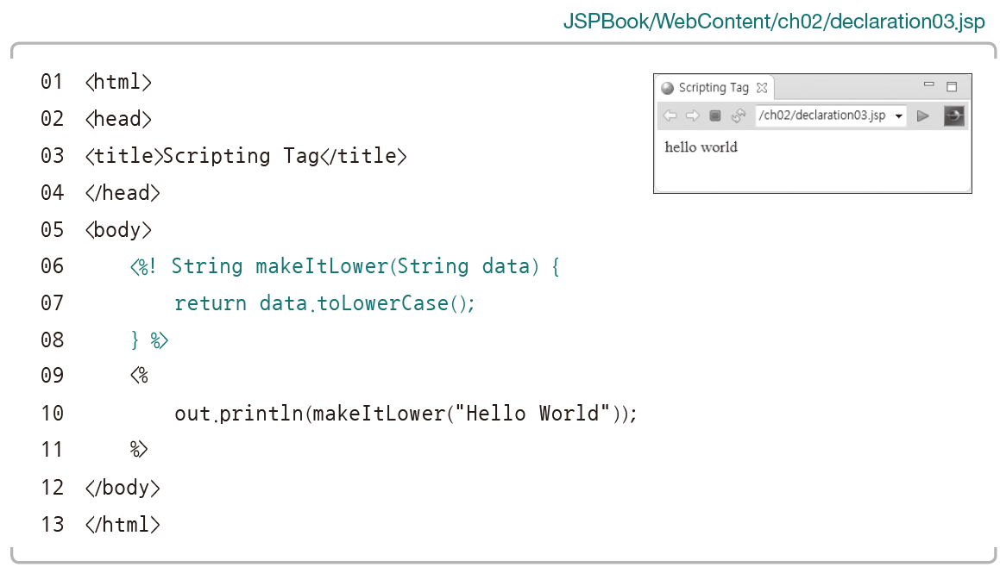 JSPBook/WebContent/ch02/declaration03.jsp
01 <html>
02 <head>
03 <title>Scripting Tag</title>
04 </head>
05 <body>
06     <%! String makeItLower(String data) {
07         return data.toLowerCase();
08     } %>
09     <%
10         out.println(makeItLower("Hello World"));
11     %>
12 </body>
13 </html>
Scripting Tag
/ch02/declaration03.jsp
hello world